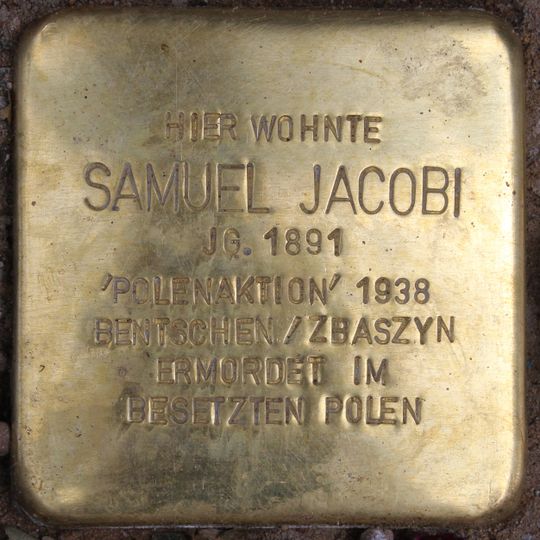 HIER WOHNTE
SAMUEL JACOBI
JG. 1891
'POLENAKTION' 1938
BENTSCHEN / ZBASZYN
ERMORDET IM
BESETZTEN POLEN